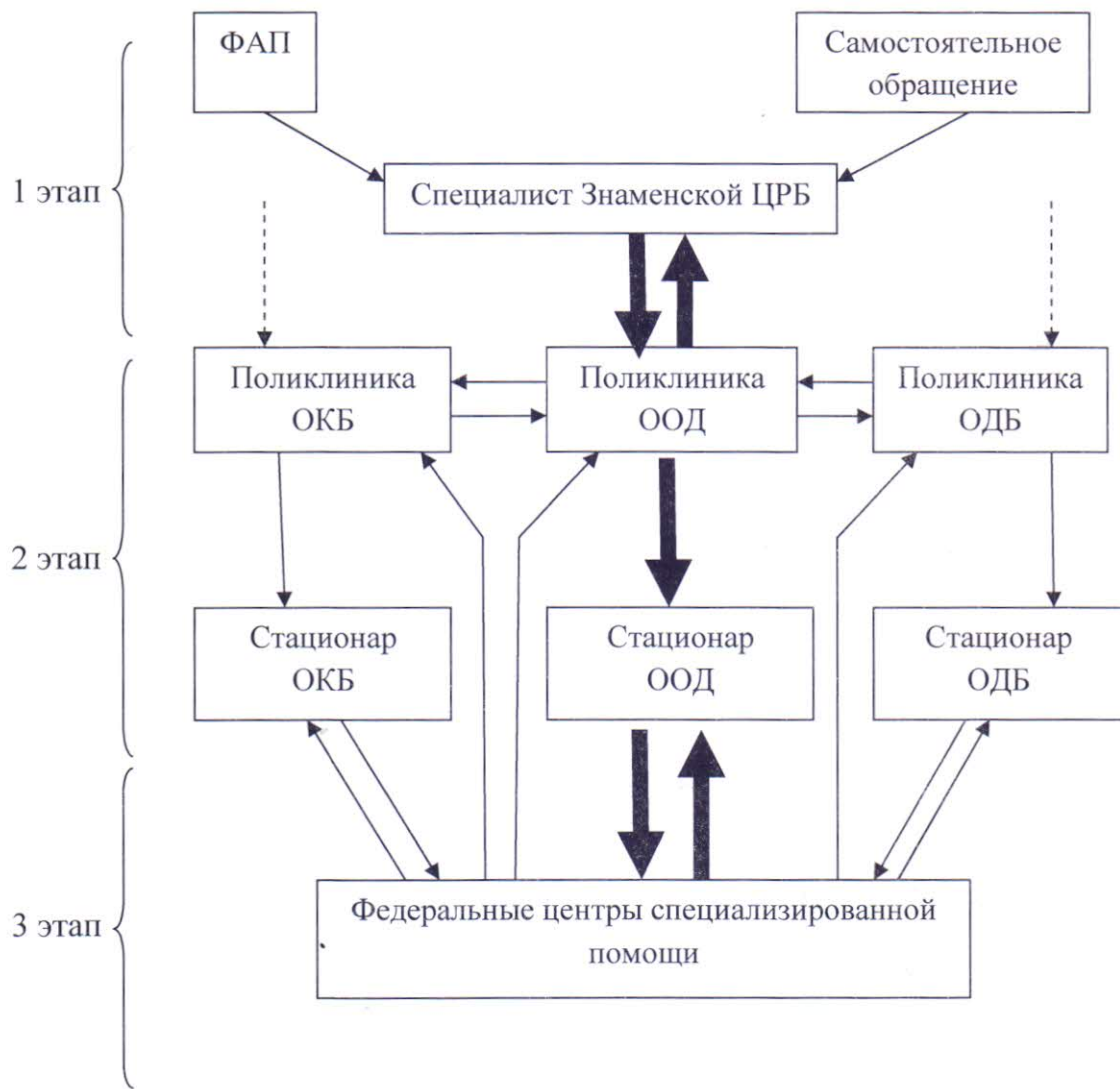 ФАП
Самостоятельное
обращение
1 этап
Специалист Знаменской ЦРБ
Поликлиника
ОКБ
Поликлиника
ООД
Поликлиника
ОДБ
2 этап
Стационар
ОКБ
Стационар
ООД
Стационар
ОДБ
3 этап
Федеральные центры специализированной
помощи